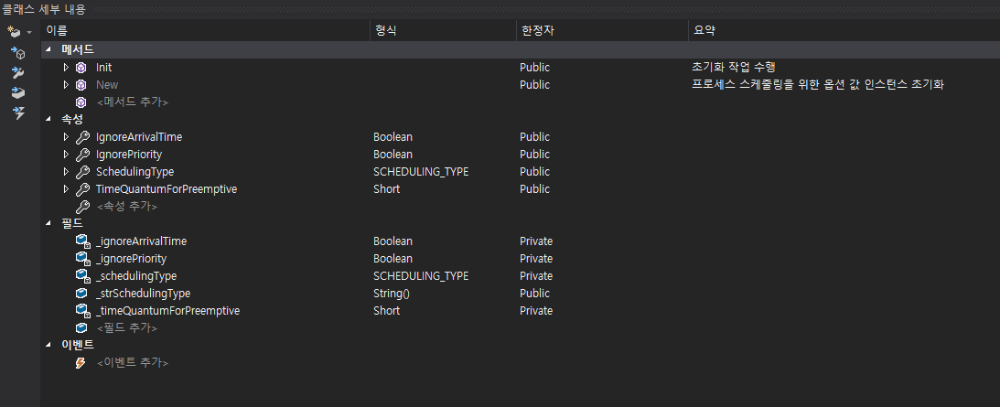 클래스 세부 내용
이름 형식 한정자 요약
메서드
Init Public 초기화 작업 수행
New Public 프로세스 스케줄링을 위한 옵션 값 인스턴스 초기화
<메서드 추가>
속성
IgnoreArrivalTime Boolean Public
IgnorePriority Boolean Public
SchedulingType SCHEDULING_TYPE Public
TimeQuantumForPreemptive Short Public
<속성 추가>
필드
_ignoreArrivalTime Boolean Private
_ignorePriority Boolean Private
_schedulingType SCHEDULING_TYPE Private
_strSchedulingType String() Public
_timeQuantumForPreemptive Short Private
<필드 추가>
이벤트
<이벤트 추가>